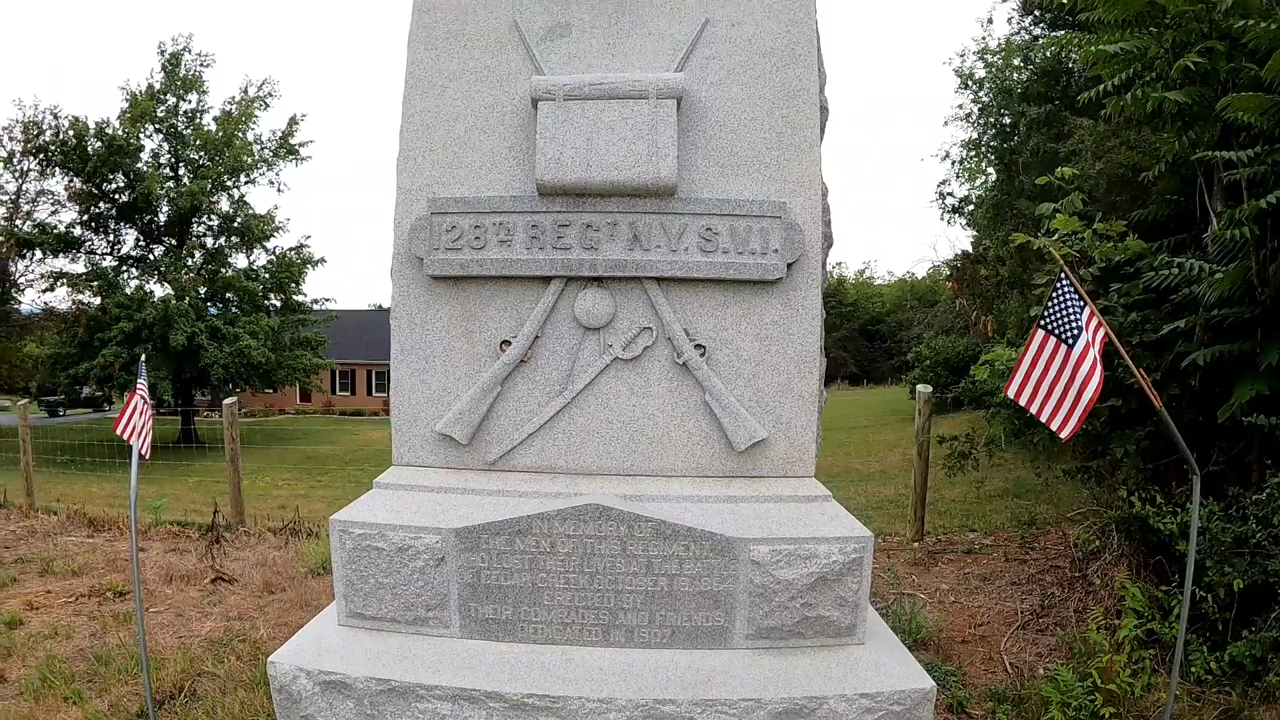 128TH REGT N.Y.S.V.I.
IN MEMORY OF
THE MEN OF THIS REGIMENT
WHO LOST THEIR LIVES AT THE BATTLE
OF CEDAR CREEK OCTOBER 19 1864
ERECTED BY
THEIR COMRADES AND FRIENDS
DEDICATED IN 1907